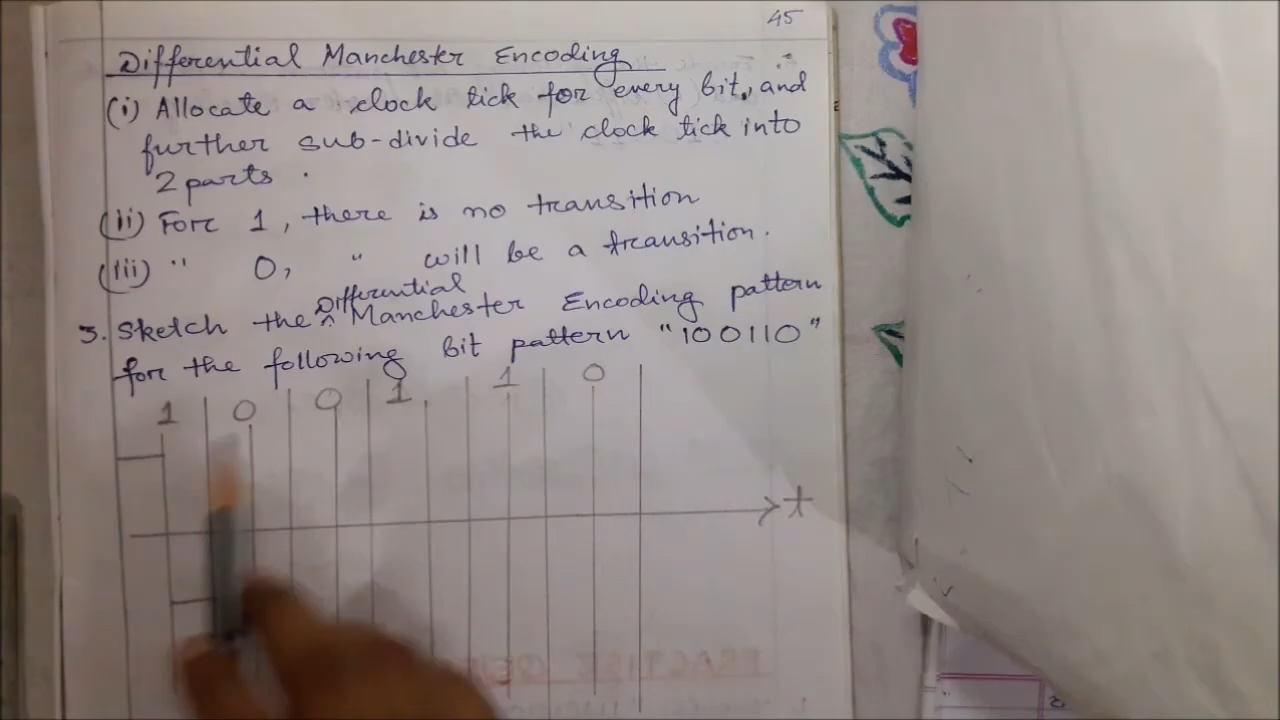 45
Differential Manchester Encoding
(i) Allocate a clock tick for every bit, and
further sub-divide the clock tick into
2 parts.
(ii) For 1, there is no transition
(iii) " 0, " will be a transition.
Differential
3. Sketch the ^ Manchester Encoding pattern
for the following bit pattern "100110"
1 0 0 1 1 0
t